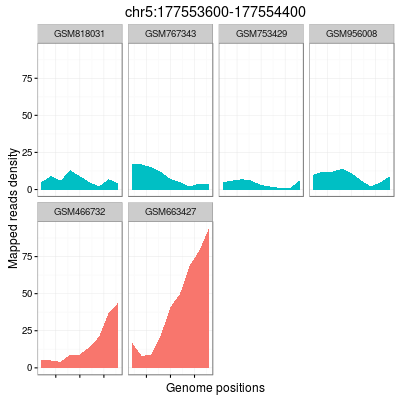 chr5:177553600-177554400
GSM818031 GSM767343 GSM753429 GSM956008
75
50
25
0
Mapped reads density
GSM466732 GSM663427
75
50
25
0
Genome positions